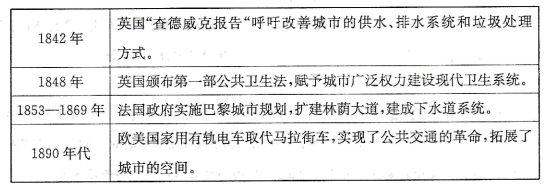 1842 年
英国“查德威克报告“呼吁改善城市的供水、排水系统和垃圾处理
方式。
1848 年
英国颁布第一部公共卫生法，赋予城市广泛权力建设现代卫生系统。
1853—1869 年
法国政府实施巴黎城市规划，扩建林荫大道，建成下水道系统。
1890 年代
欧美国家用有轨电车取代马拉街车，实现了公共交通的革命，拓展了
城市的空间。